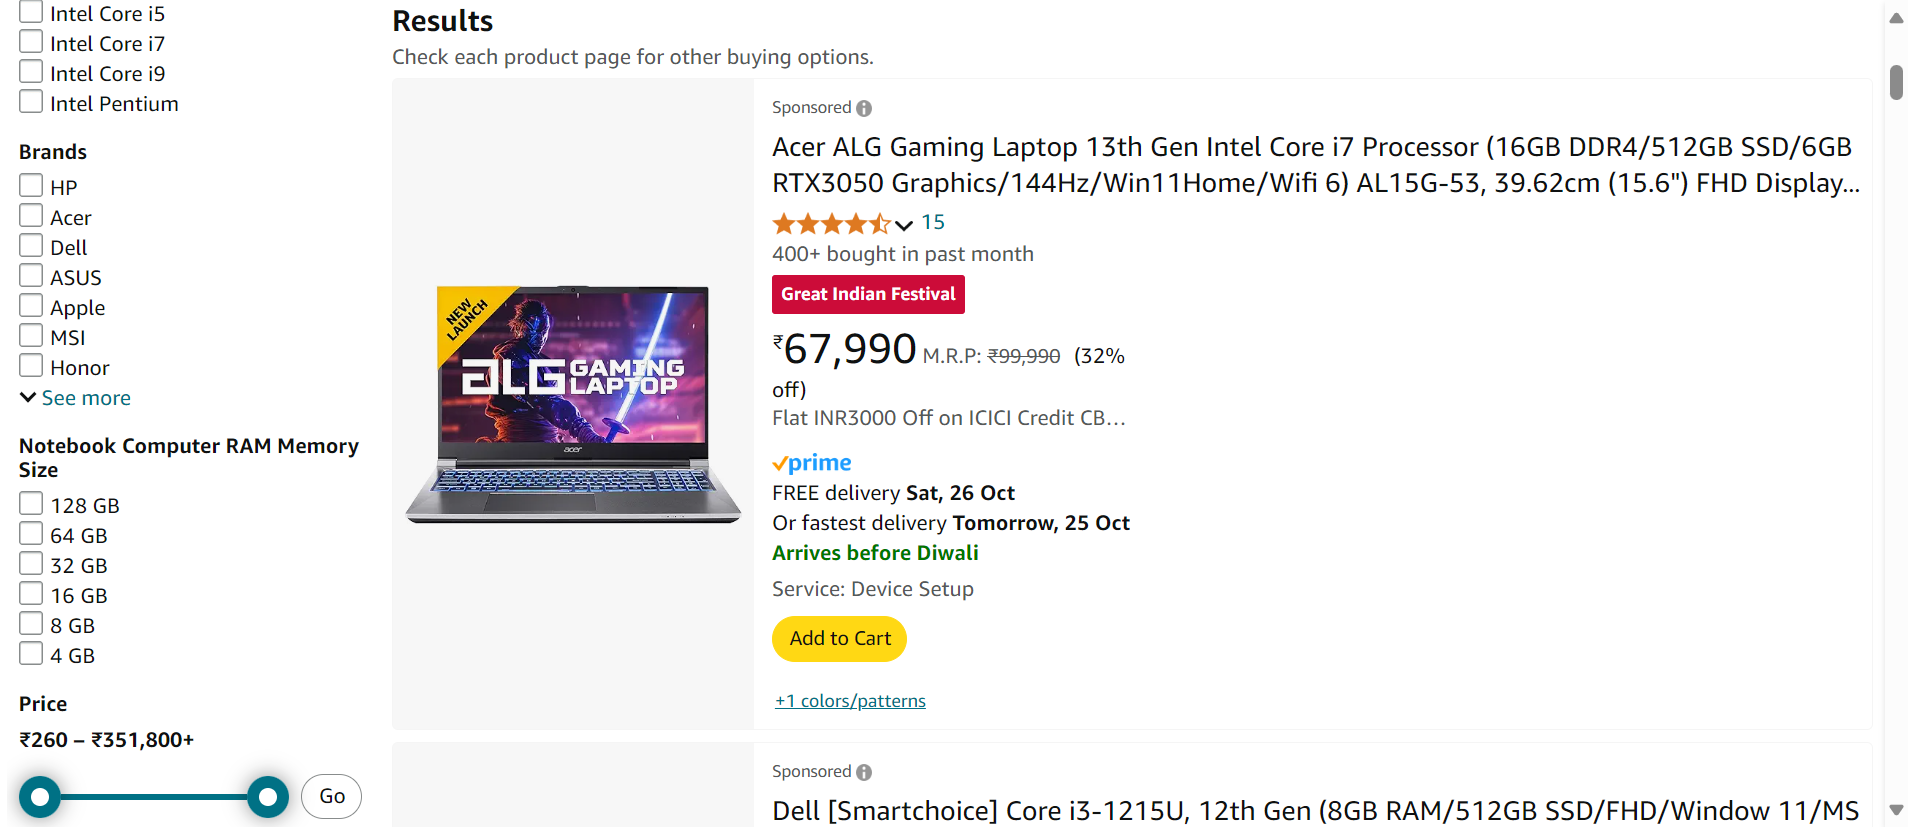 Intel Core i5
Intel Core i7
Intel Core i9
Intel Pentium
Brands
HP
Acer
Dell
ASUS
Apple
MSI
Honor
See more
Notebook Computer RAM Memory
Size
128 GB
64 GB
32 GB
16 GB
8 GB
4 GB
Price
₹260 – ₹351,800+
Go
Results
Check each product page for other buying options.
NEW
LAUNCH
ALG GAMING
LAPTOP
acer
Sponsored
Acer ALG Gaming Laptop 13th Gen Intel Core i7 Processor (16GB DDR4/512GB SSD/6GB
RTX3050 Graphics/144Hz/Win11Home/Wifi 6) AL15G-53, 39.62cm (15.6") FHD Display...
15
400+ bought in past month
Great Indian Festival
₹67,990 M.R.P: ₹99,990 (32%
off)
Flat INR3000 Off on ICICI Credit CB...
prime
FREE delivery Sat, 26 Oct
Or fastest delivery Tomorrow, 25 Oct
Arrives before Diwali
Service: Device Setup
Add to Cart
+1 colors/patterns
Sponsored
Dell [Smartchoice] Core i3-1215U, 12th Gen (8GB RAM/512GB SSD/FHD/Window 11/MS